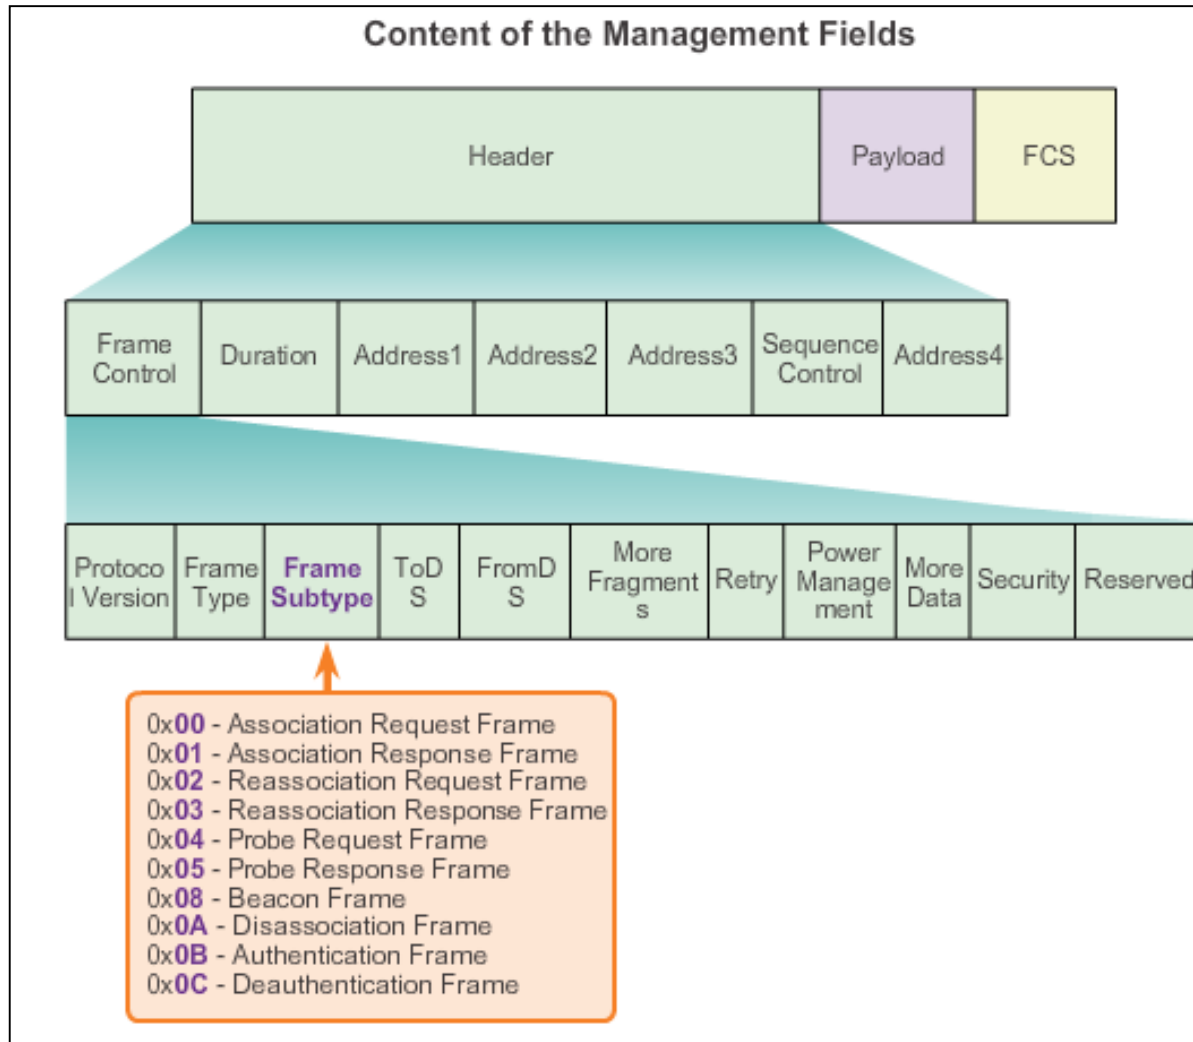 Content of the Management Fields
Header
Payload
FCS
Frame
Control
Duration
Address1
Address2
Address3
Sequence
Control
Address4
Protoco
l Version
Frame
Type
Frame
Subtype
ToD
S
FromD
S
More
Fragment
s
Retry
Power
Manage
ment
More
Data
Security
Reserved
0x00 - Association Request Frame
0x01 - Association Response Frame
0x02 - Reassociation Request Frame
0x03 - Reassociation Response Frame
0x04 - Probe Request Frame
0x05 - Probe Response Frame
0x08 - Beacon Frame
0x0A - Disassociation Frame
0x0B - Authentication Frame
0x0C - Deauthentication Frame